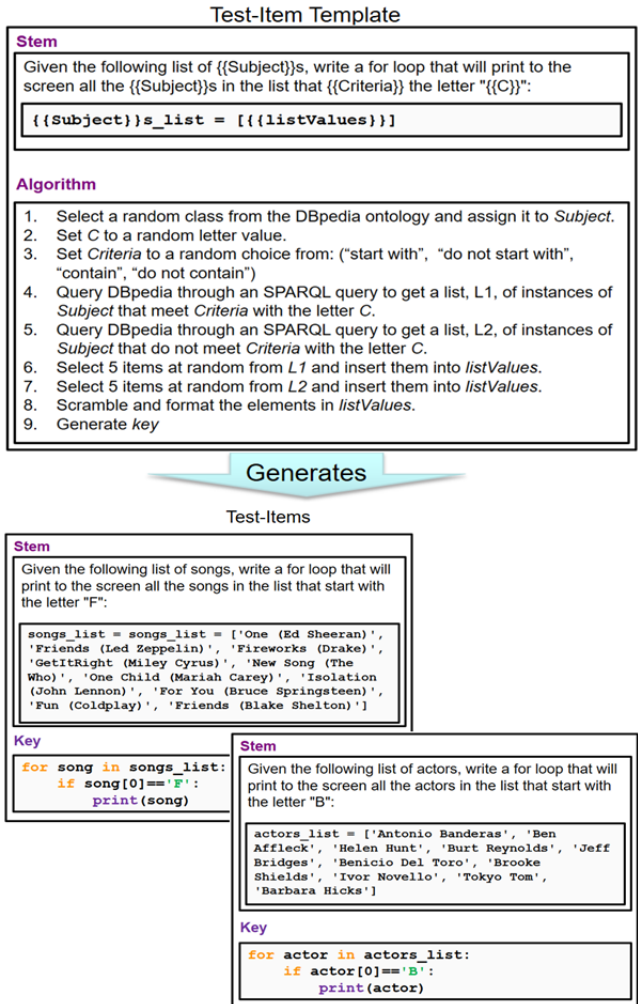 Test-Item Template
Stem
Given the following list of {{Subject}}s, write a for loop that will print to the
screen all the {{Subject}}s in the list that {{Criteria}} the letter "{{C}}":
{{Subject}}s_list = [{{listValues}}]
Algorithm
1. Select a random class from the DBpedia ontology and assign it to Subject.
2. Set C to a random letter value.
3. Set Criteria to a random choice from: (“start with”, “do not start with”,
“contain”, “do not contain”)
4. Query DBpedia through an SPARQL query to get a list, L1, of instances of
Subject that meet Criteria with the letter C.
5. Query DBpedia through an SPARQL query to get a list, L2, of instances of
Subject that do not meet Criteria with the letter C.
6. Select 5 items at random from L1 and insert them into listValues.
7. Select 5 items at random from L2 and insert them into listValues.
8. Scramble and format the elements in listValues.
9. Generate key
Generates
Test-Items
Stem
Given the following list of songs, write a for loop that will
print to the screen all the songs in the list that start with
the letter "F":
songs_list = songs_list = ['One (Ed Sheeran)',
'Friends (Led Zeppelin)', 'Fireworks (Drake)',
'GetItRight (Miley Cyrus)', 'New Song (The
Who)', 'One Child (Mariah Carey)', 'Isolation
(John Lennon)', 'For You (Bruce Springsteen)',
'Fun (Coldplay)', 'Friends (Blake Shelton)']
Key
for song in songs_list:
if song[0]=='F':
print(song)
Stem
Given the following list of actors, write a for loop that will
print to the screen all the actors in the list that start with
the letter "B":
actors_list = ['Antonio Banderas', 'Ben
Affleck', 'Helen Hunt', 'Burt Reynolds', 'Jeff
Bridges', 'Benicio Del Toro', 'Brooke
Shields', 'Ivor Novello', 'Tokyo Tom',
'Barbara Hicks']
Key
for actor in actors_list:
if actor[0]=='B':
print(actor)